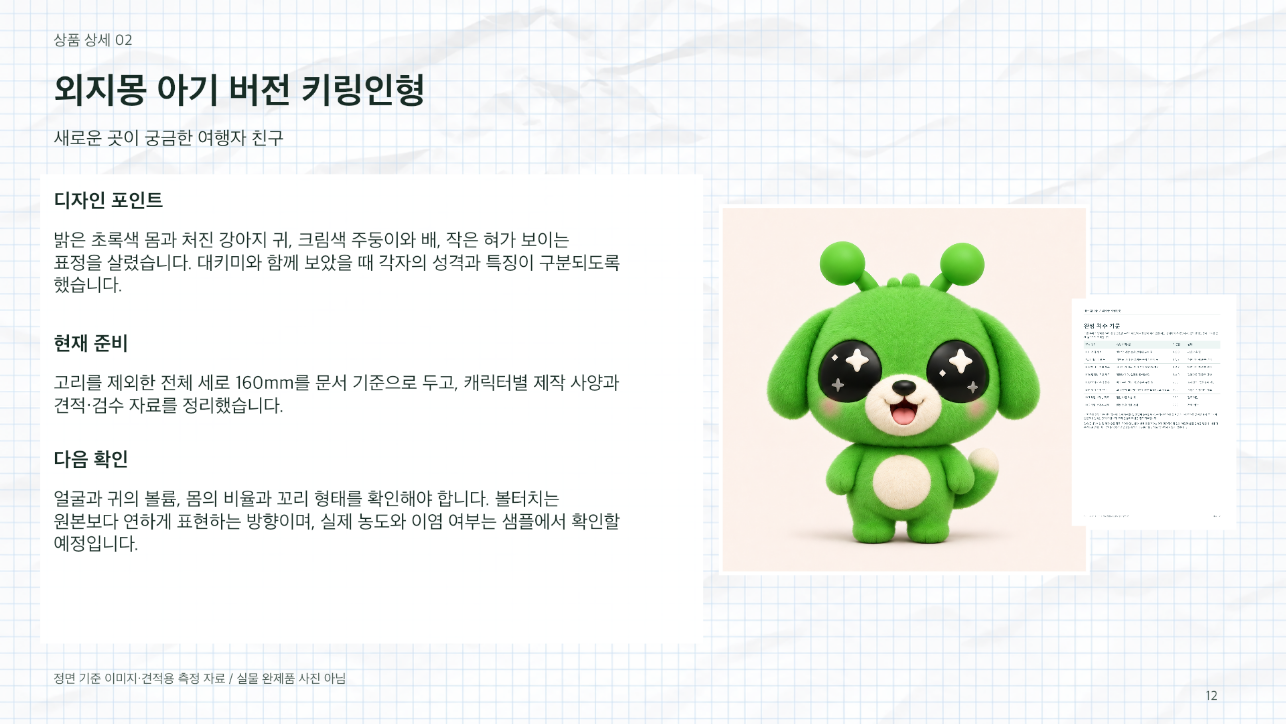 상품 상세 02
외지몽 아기 버전 키링인형
새로운 곳이 궁금한 여행자 친구
디자인 포인트
밝은 초록색 몸과 처진 강아지 귀, 크림색 주둥이와 배, 작은 혀가 보이는
표정을 살렸습니다. 대키미와 함께 보았을 때 각자의 성격과 특징이 구분되도록
했습니다.
현재 준비
고리를 제외한 전체 세로 160mm를 문서 기준으로 두고, 캐릭터별 제작 사양과
견적·검수 자료를 정리했습니다.
다음 확인
얼굴과 귀의 볼륨, 몸의 비율과 꼬리 형태를 확인해야 합니다. 볼터치는
원본보다 연하게 표현하는 방향이며, 실제 농도와 이염 여부는 샘플에서 확인할
예정입니다.
정면 기준 이미지·견적용 측정 자료 / 실물 완제품 사진 아님
12